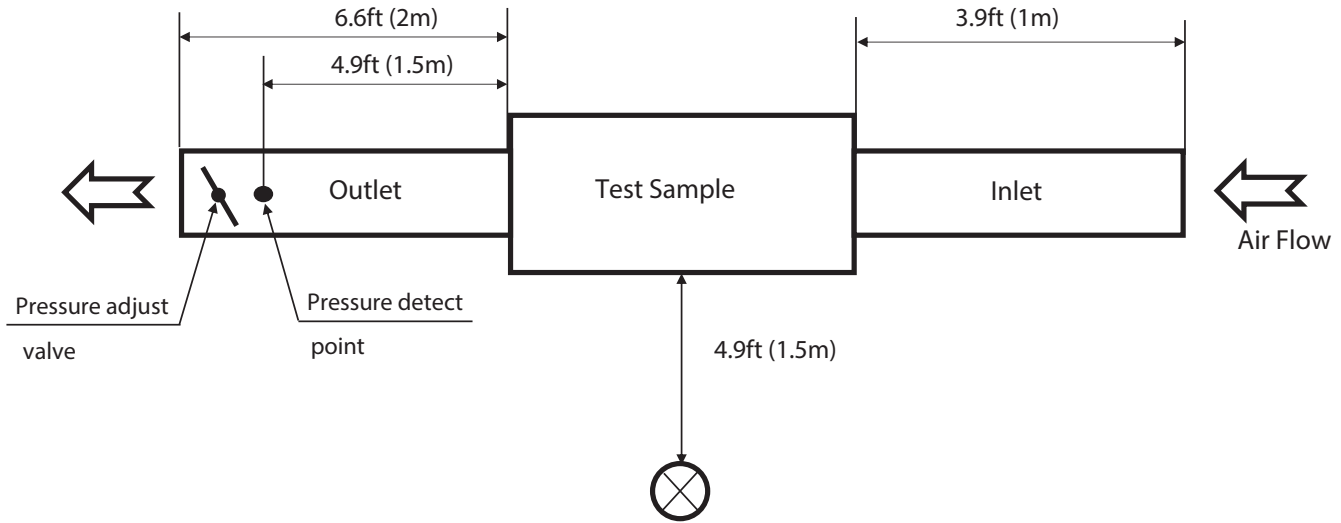 6.6ft (2m)
3.9ft (1m)
4.9ft (1.5m)
Outlet
Test Sample
Inlet
Air Flow
Pressure adjust
valve
Pressure detect
point
4.9ft (1.5m)